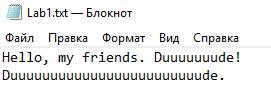 Lab1.txt — Блокнот
Файл Правка Формат Вид Справка
Hello, my friends. Duuuuuuude!
Duuuuuuuuuuuuuuuuuuuuuuuuude.